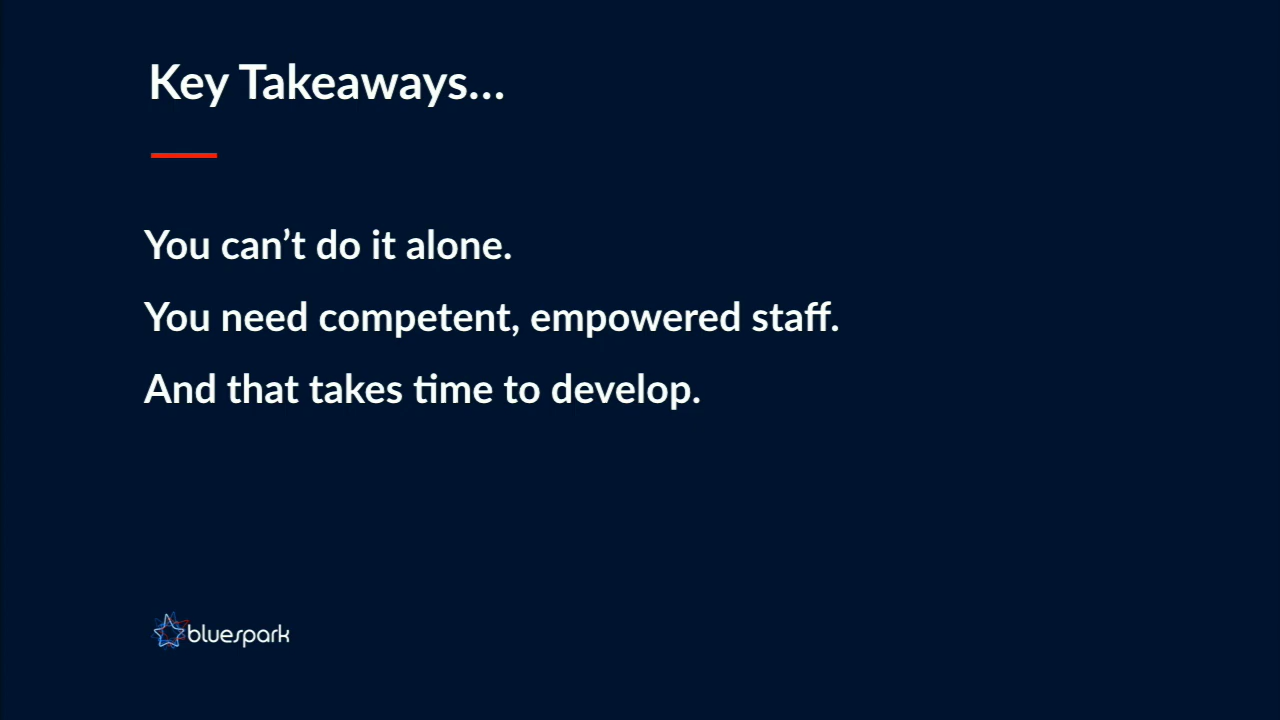 Key Takeaways...
You can’t do it alone.
You need competent, empowered staff.
And that takes time to develop.
bluespark